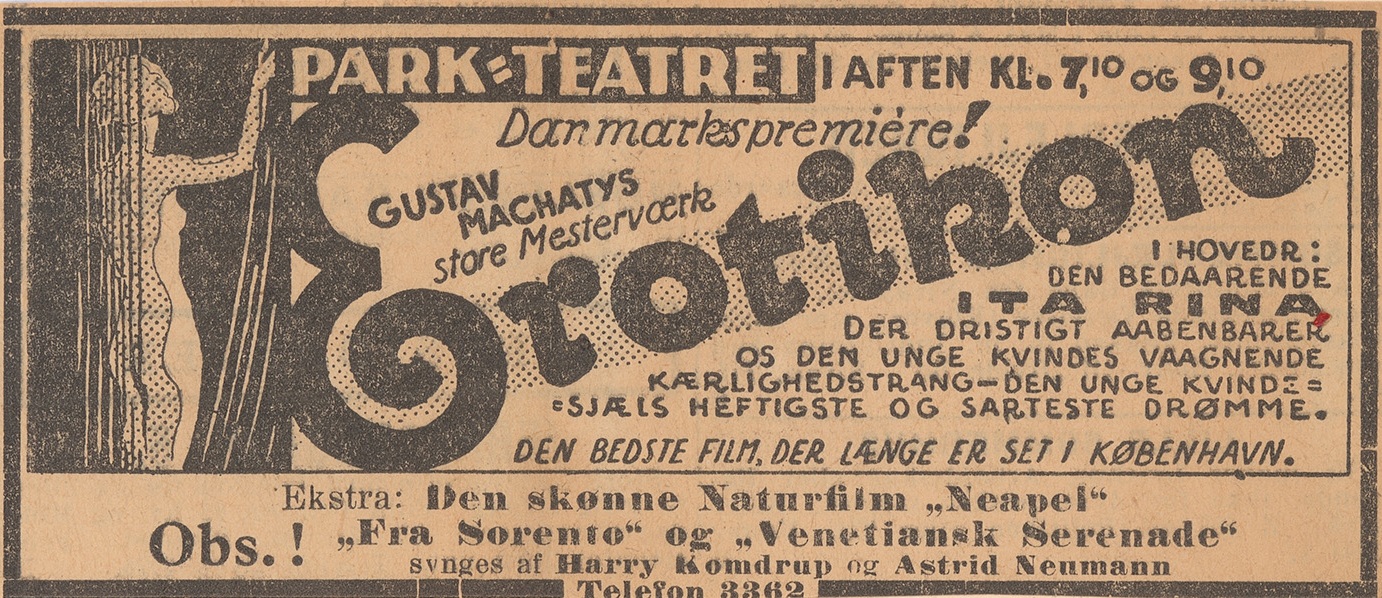 PARK=TEATRET I AFTEN KL. 7,10 OG 9,10
Danmarkspremière!
GUSTAV
MACHATYS
store Mesterværk
Erotikon
I HOVEDR:
DEN BEDAARENDE
ITA RINA
DER DRISTIGT AABENBARER
OS DEN UNGE KVINDES VAAGNENDE
KÆRLIGHEDSTRANG—DEN UNGE KVINDE=
=SJÆLS HEFTIGSTE OG SARTESTE DRØMME.
DEN BEDSTE FILM, DER LÆNGE ER SET I KØBENHAVN.
Ekstra: Den skønne Naturfilm „Neapel“
Obs.! „Fra Sorento“ og „Venetiansk Serenade“
synges af Harry Komdrup og Astrid Neumann
Telefon 3362